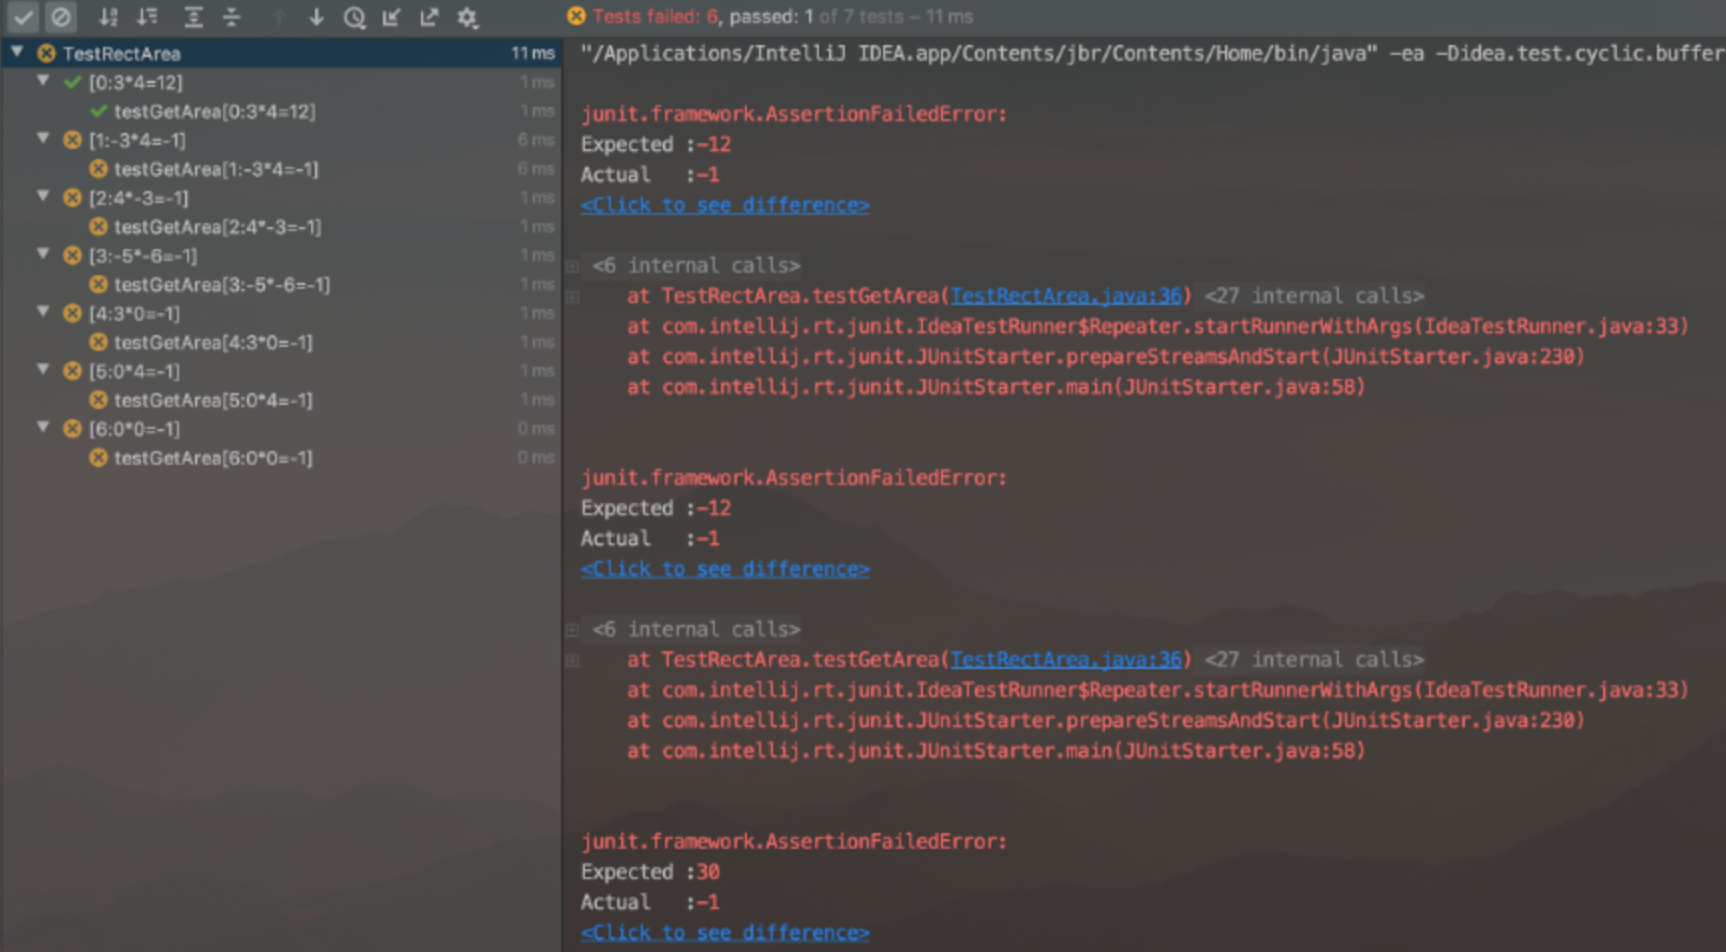 Tests failed: 6, passed: 1 of 7 tests – 11 ms
TestRectArea 11 ms
[0:3*4=12] 1 ms
testGetArea[0:3*4=12] 1 ms
[1:-3*4=-1] 6 ms
testGetArea[1:-3*4=-1] 6 ms
[2:4*-3=-1] 1 ms
testGetArea[2:4*-3=-1] 1 ms
[3:-5*-6=-1] 1 ms
testGetArea[3:-5*-6=-1] 1 ms
[4:3*0=-1] 1 ms
testGetArea[4:3*0=-1] 1 ms
[5:0*4=-1] 1 ms
testGetArea[5:0*4=-1] 1 ms
[6:0*0=-1] 0 ms
testGetArea[6:0*0=-1] 0 ms
"/Applications/IntelliJ IDEA.app/Contents/jbr/Contents/Home/bin/java" -ea -Didea.test.cyclic.buffer
junit.framework.AssertionFailedError:
Expected :-12
Actual   :-1
<Click to see difference>
<6 internal calls>
at TestRectArea.testGetArea(TestRectArea.java:36) <27 internal calls>
at com.intellij.rt.junit.IdeaTestRunner$Repeater.startRunnerWithArgs(IdeaTestRunner.java:33)
at com.intellij.rt.junit.JUnitStarter.prepareStreamsAndStart(JUnitStarter.java:230)
at com.intellij.rt.junit.JUnitStarter.main(JUnitStarter.java:58)
junit.framework.AssertionFailedError:
Expected :-12
Actual   :-1
<Click to see difference>
<6 internal calls>
at TestRectArea.testGetArea(TestRectArea.java:36) <27 internal calls>
at com.intellij.rt.junit.IdeaTestRunner$Repeater.startRunnerWithArgs(IdeaTestRunner.java:33)
at com.intellij.rt.junit.JUnitStarter.prepareStreamsAndStart(JUnitStarter.java:230)
at com.intellij.rt.junit.JUnitStarter.main(JUnitStarter.java:58)
junit.framework.AssertionFailedError:
Expected :30
Actual   :-1
<Click to see difference>